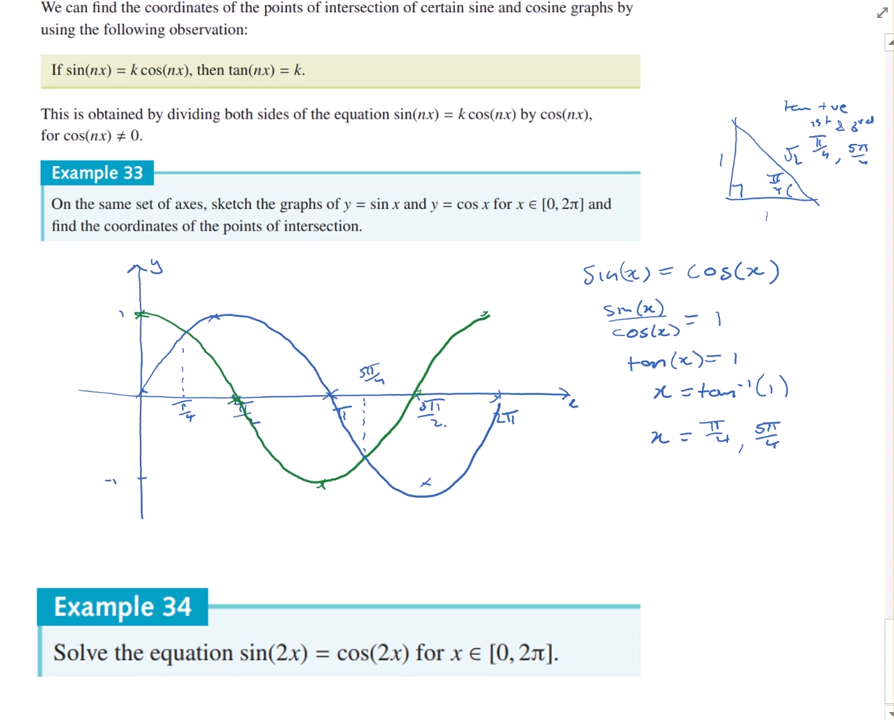 We can find the coordinates of the points of intersection of certain sine and cosine graphs by
using the following observation:
If sin(nx) = k cos(nx), then tan(nx) = k.
This is obtained by dividing both sides of the equation sin(nx) = k cos(nx) by cos(nx),
for cos(nx) ≠ 0.
tan +ve
1st & 3rd
π/4, 5π/4
1
√2
π/4
1
Example 33
On the same set of axes, sketch the graphs of y = sin x and y = cos x for x ∈ [0, 2π] and
find the coordinates of the points of intersection.
y
1
-1
π/4
π/2
π
5π/4
3π/2
2π
x
sin(x) = cos(x)
sin(x)/cos(x) = 1
tan(x) = 1
x = tan⁻¹(1)
x = π/4, 5π/4
Example 34
Solve the equation sin(2x) = cos(2x) for x ∈ [0, 2π].